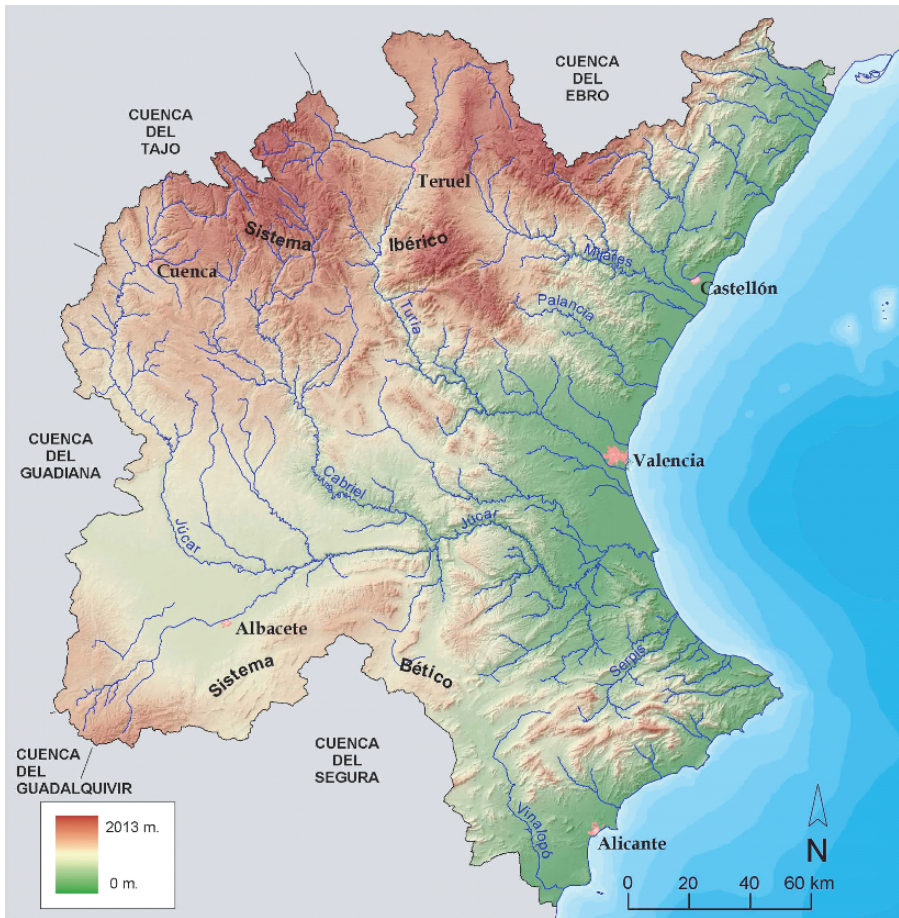 CUENCA
DEL
EBRO
CUENCA
DEL
TAJO
Teruel
Sistema
Ibérico
Cuenca
Mijares
Castellón
Palancia
Turia
CUENCA
DEL
GUADIANA
Valencia
Cabriel
Júcar
Júcar
Albacete
Serpis
Sistema
Bético
CUENCA
DEL
GUADALQUIVIR
CUENCA
DEL
SEGURA
2013 m.
0 m.
Vinalopó
Alicante
N
0 20 40 60 km